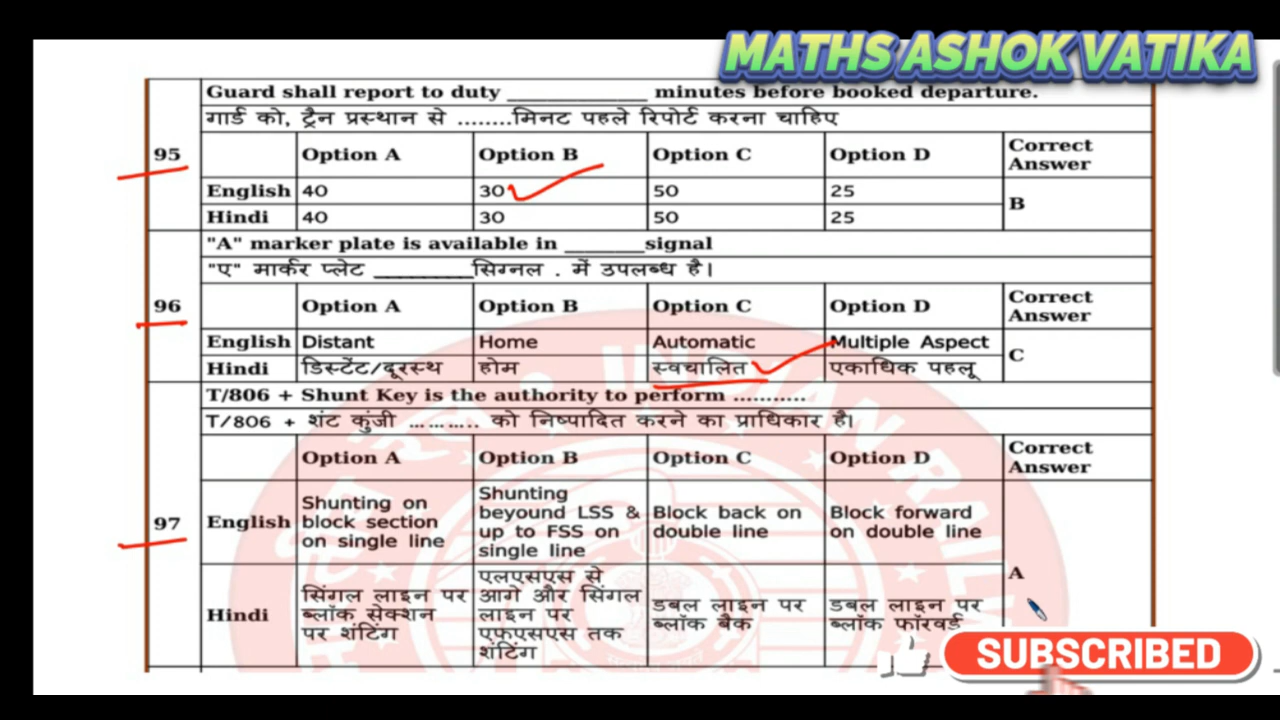 MATHS ASHOK VATIKA
Guard shall report to duty ____________ minutes before booked departure.
गार्ड को, ट्रैन प्रस्थान से ........मिनट पहले रिपोर्ट करना चाहिए
95
Option A Option B Option C Option D Correct Answer
English 40 30 50 25
B
Hindi 40 30 50 25
"A" marker plate is available in _______signal
"ए" मार्कर प्लेट _________सिग्नल . में उपलब्ध है।
96
Option A Option B Option C Option D Correct Answer
English Distant Home Automatic Multiple Aspect
C
Hindi डिस्टेंट/दूरस्थ होम स्वचालित एकाधिक पहलू
T/806 + Shunt Key is the authority to perform ...........
T/806 + शंट कुंजी ........... को निष्पादित करने का प्राधिकार है।
Option A Option B Option C Option D Correct Answer
97
English
Shunting on
block section
on single line
Shunting
beyound LSS &
up to FSS on
single line
Block back on
double line
Block forward
on double line
A
Hindi
सिंगल लाइन पर
ब्लॉक सेक्शन
पर शंटिंग
एलएसएस से
आगे और सिंगल
लाइन पर
एफएसएस तक
शंटिंग
डबल लाइन पर
ब्लॉक बैक
डबल लाइन पर
ब्लॉक फॉरवर्ड
SUBSCRIBED